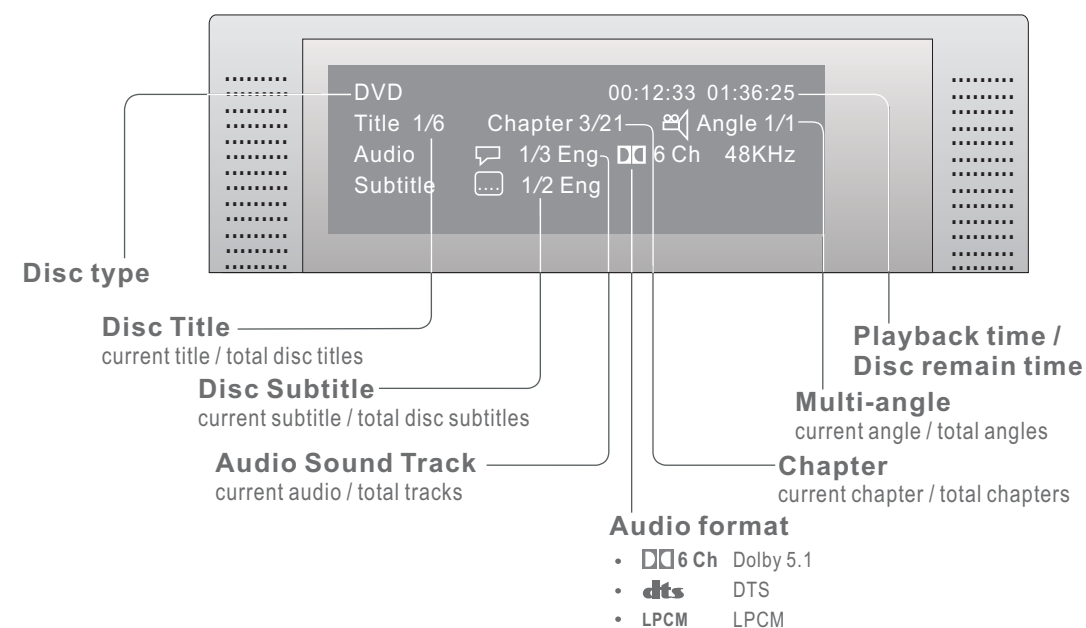 DVD 00:12:33 01:36:25
Title 1/6 Chapter 3/21 Angle 1/1
Audio 1/3 Eng 6 Ch 48KHz
Subtitle .... 1/2 Eng
Disc type
Disc Title
current title / total disc titles
Disc Subtitle
current subtitle / total disc subtitles
Audio Sound Track
current audio / total tracks
Playback time /
Disc remain time
Multi-angle
current angle / total angles
Chapter
current chapter / total chapters
Audio format
• 6 Ch Dolby 5.1
• dts DTS
• LPCM LPCM